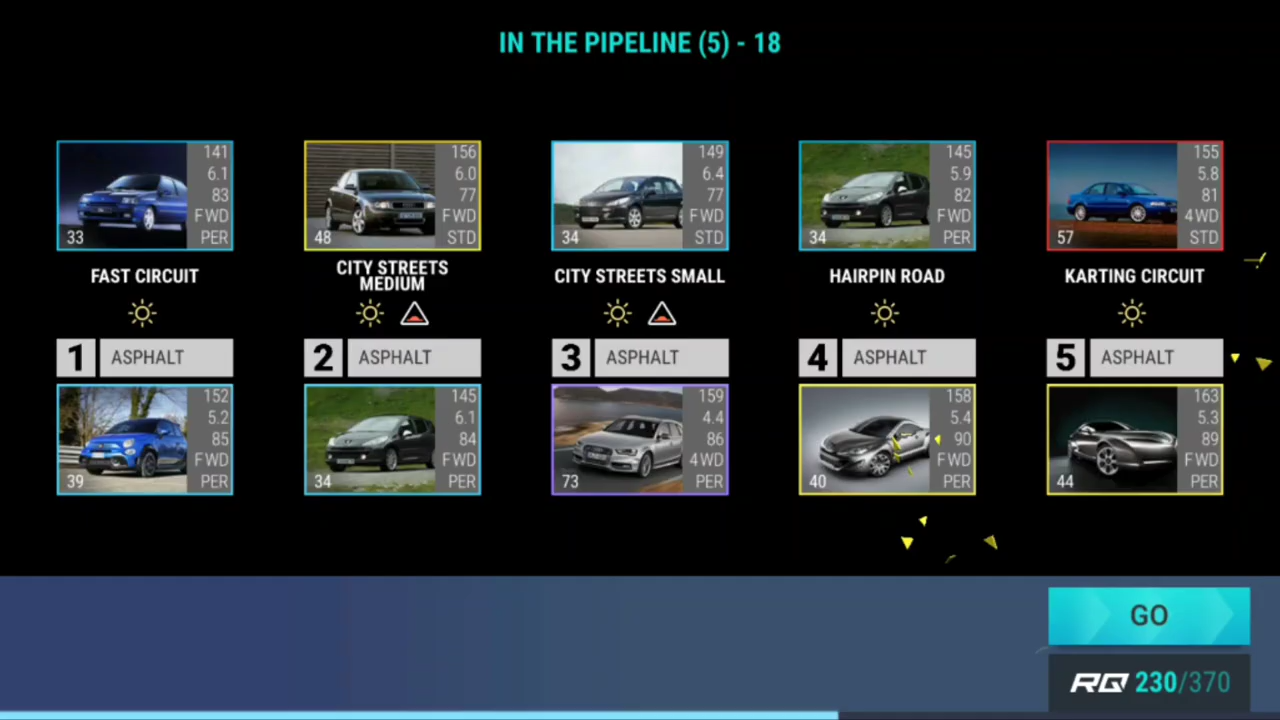 IN THE PIPELINE (5) - 18
141
6.1
83
FWD
33 PER
156
6.0
77
FWD
48 STD
149
6.4
77
FWD
34 STD
145
5.9
82
FWD
34 PER
155
5.8
81
4WD
57 STD
FAST CIRCUIT
CITY STREETS
MEDIUM
CITY STREETS SMALL
HAIRPIN ROAD
KARTING CIRCUIT
1 ASPHALT
2 ASPHALT
3 ASPHALT
4 ASPHALT
5 ASPHALT
152
5.2
85
FWD
39 PER
145
6.1
84
FWD
34 PER
159
4.4
86
4WD
73 PER
158
5.4
90
FWD
40 PER
163
5.3
89
FWD
44 PER
GO
RQ 230/370